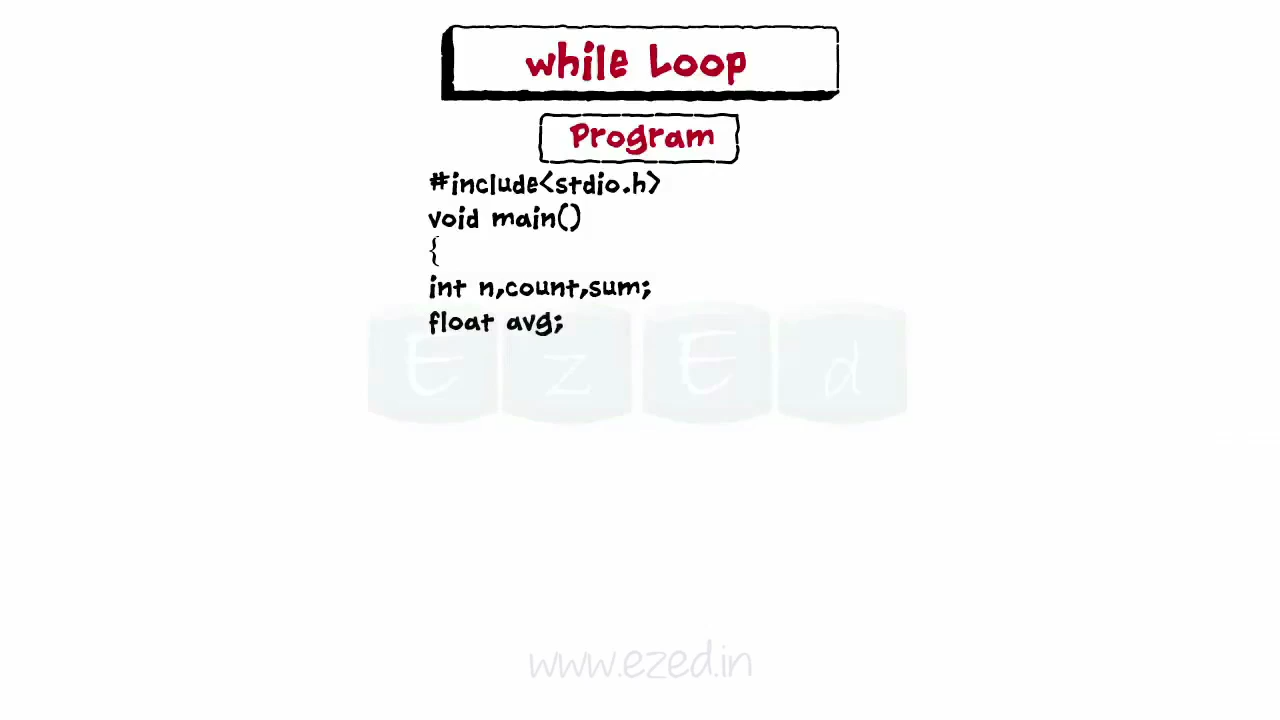 while Loop
Program
#include<stdio.h>
void main()
{
int n,count,sum;
float avg;
E z E d
www.ezed.in